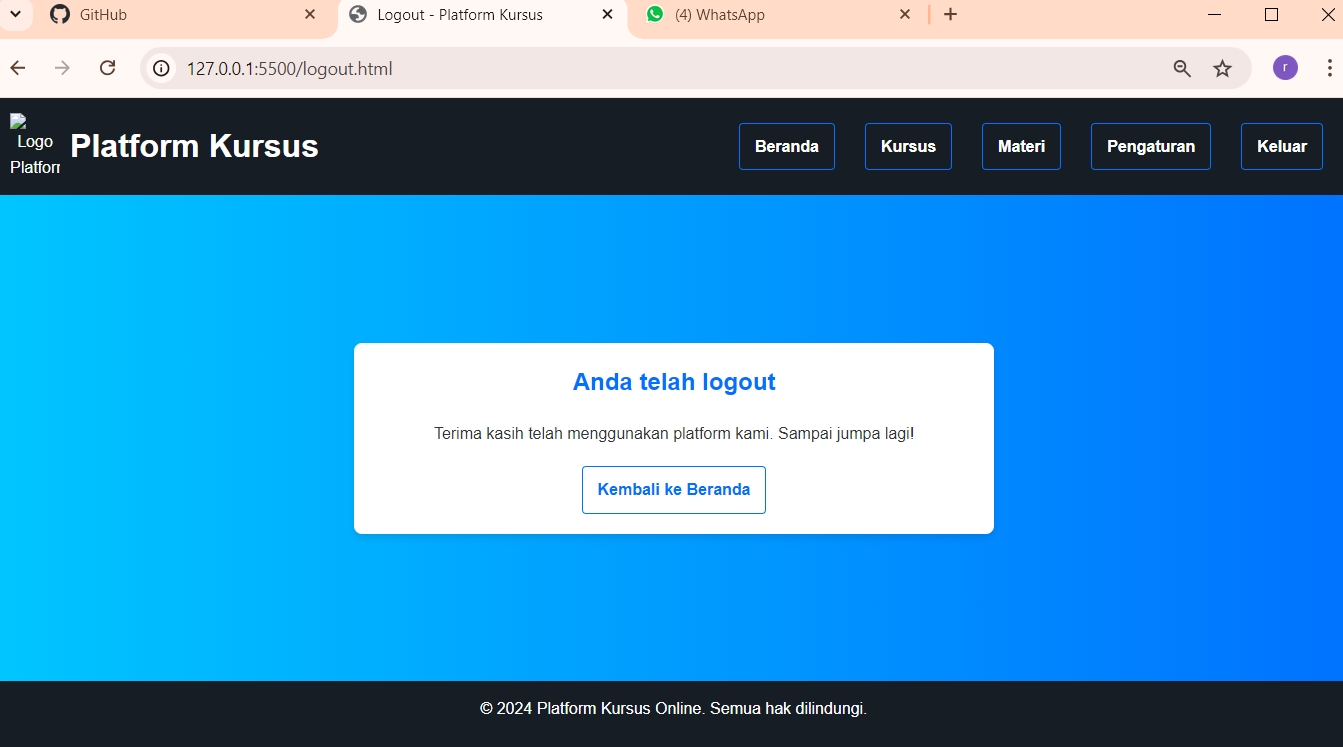 GitHub
Logout - Platform Kursus
(4) WhatsApp
127.0.0.1:5500/logout.html
r
Logo
Platform
Platform Kursus
Beranda
Kursus
Materi
Pengaturan
Keluar
Anda telah logout
Terima kasih telah menggunakan platform kami. Sampai jumpa lagi!
Kembali ke Beranda
© 2024 Platform Kursus Online. Semua hak dilindungi.